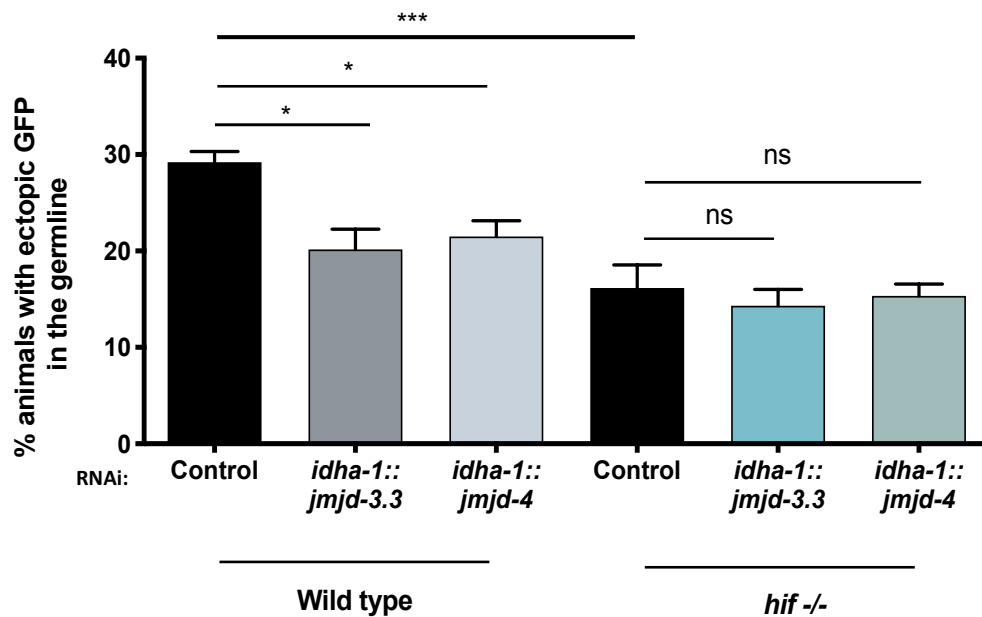 ***
*
*
ns
ns
% animals with ectopic GFP
in the germline
40
30
20
10
0
RNAi:
Control
idha-1::
jmjd-3.3
idha-1::
jmjd-4
Control
idha-1::
jmjd-3.3
idha-1::
jmjd-4
Wild type
hif -/-